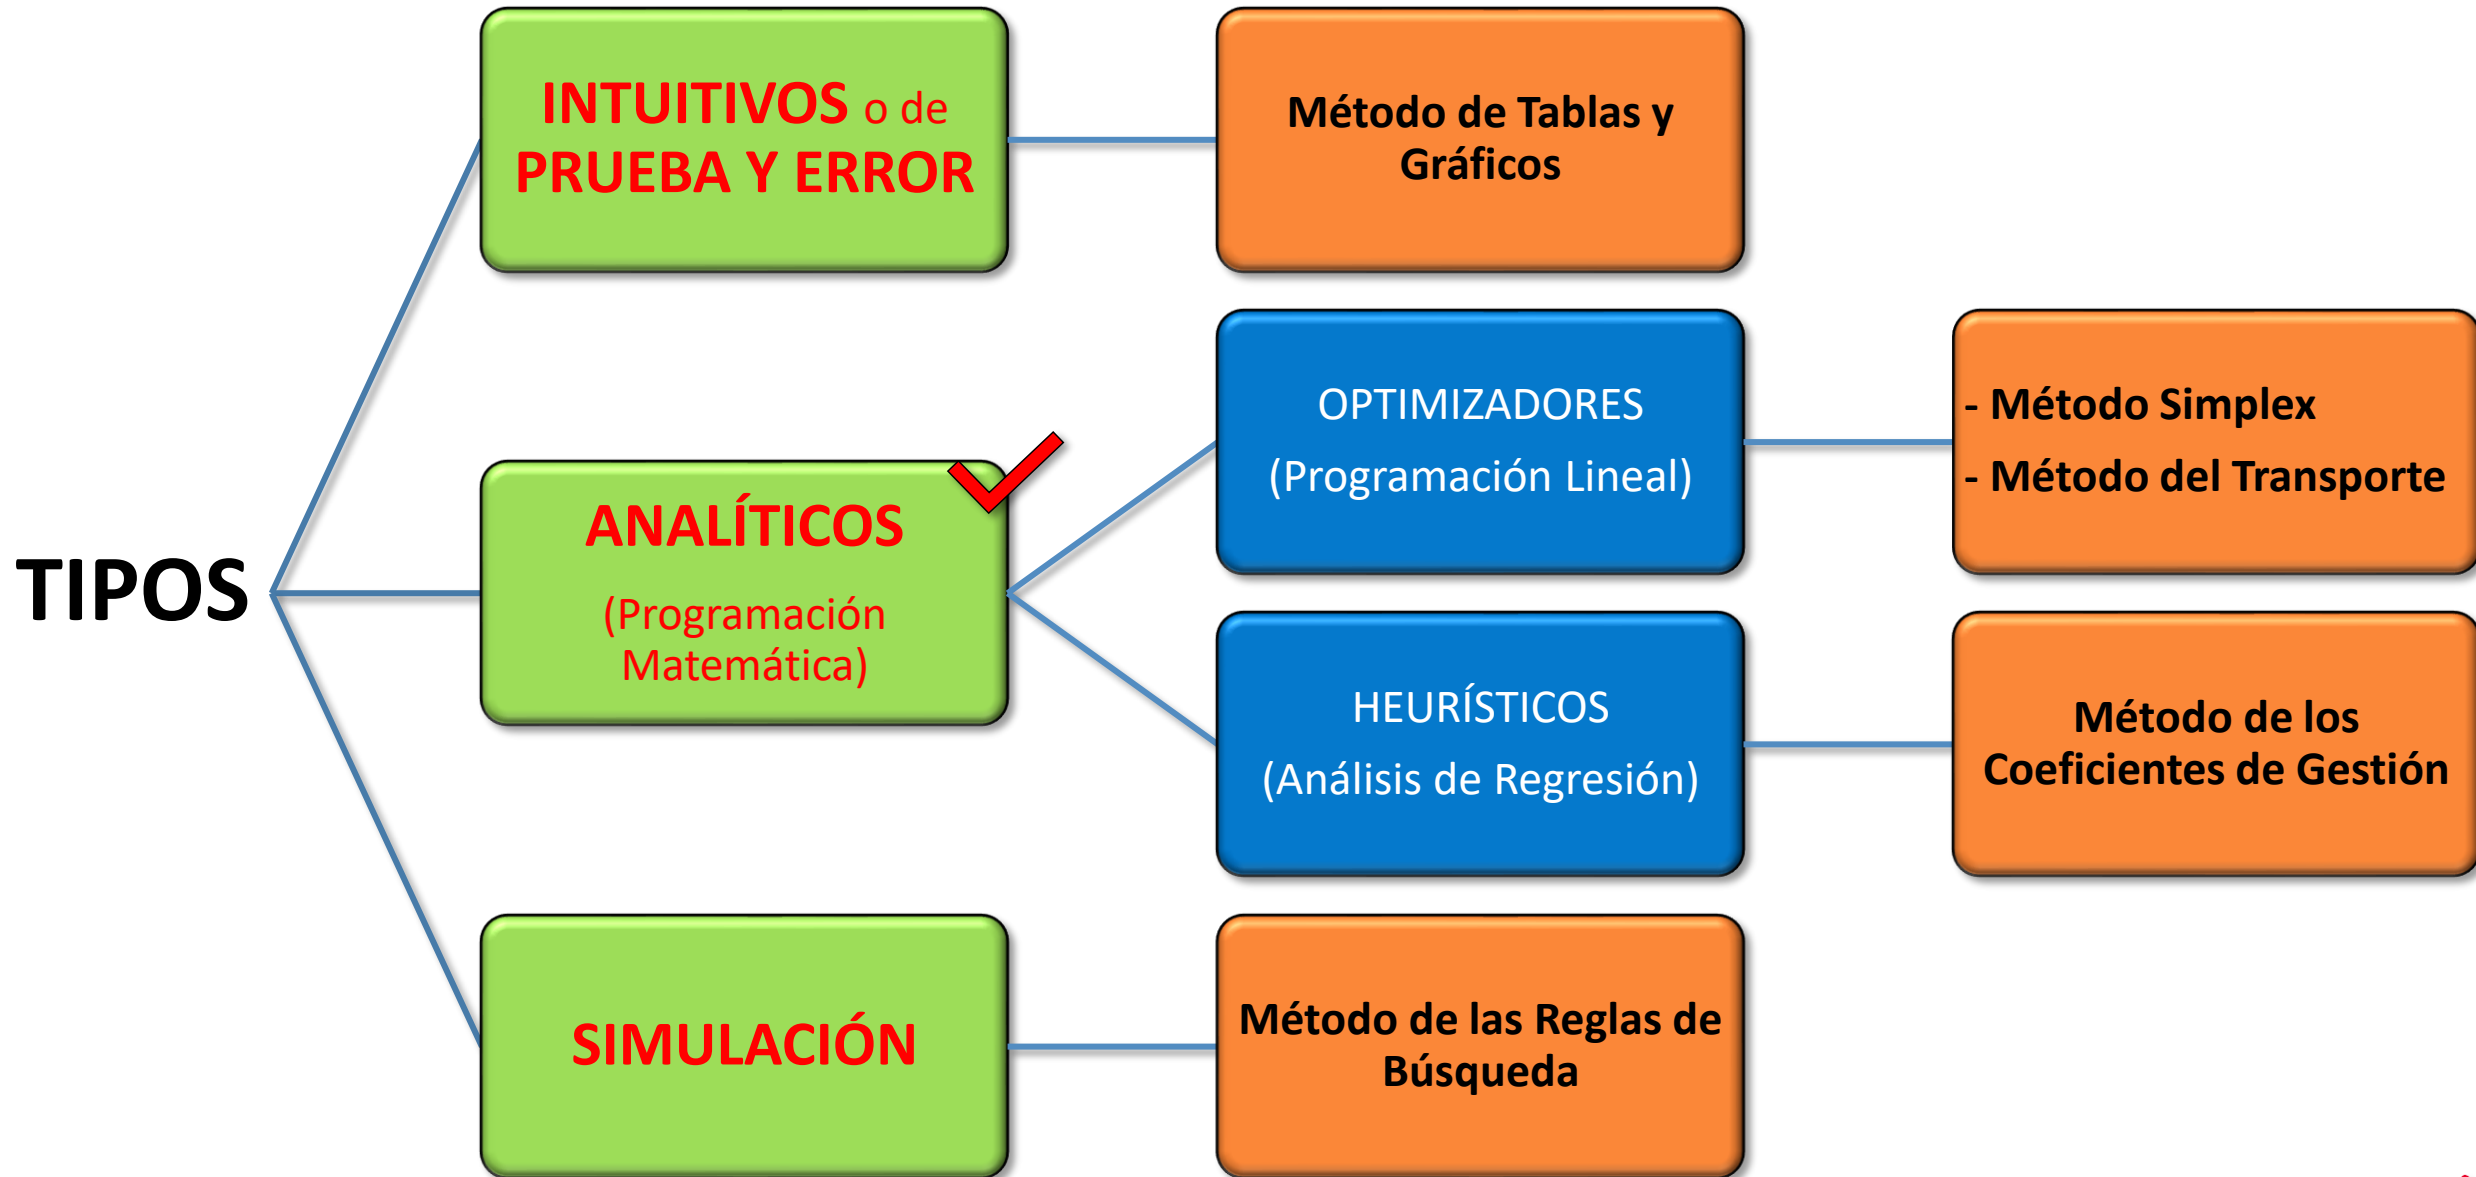 TIPOS
INTUITIVOS o de
PRUEBA Y ERROR
Método de Tablas y
Gráficos
ANALÍTICOS
(Programación
Matemática)
OPTIMIZADORES
(Programación Lineal)
- Método Simplex
- Método del Transporte
HEURÍSTICOS
(Análisis de Regresión)
Método de los
Coeficientes de Gestión
SIMULACIÓN
Método de las Reglas de
Búsqueda